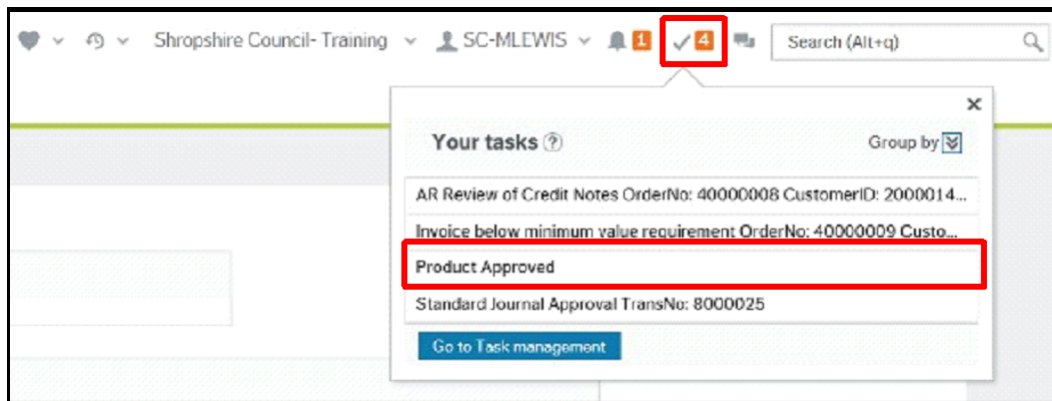 Shropshire Council- Training SC-MLEWIS 1 4 Search (Alt+q)
Your tasks ? Group by
AR Review of Credit Notes OrderNo: 40000008 CustomerID: 2000014...
Invoice below minimum value requirement OrderNo: 40000009 Custo...
Product Approved
Standard Journal Approval TransNo: 8000025
Go to Task management